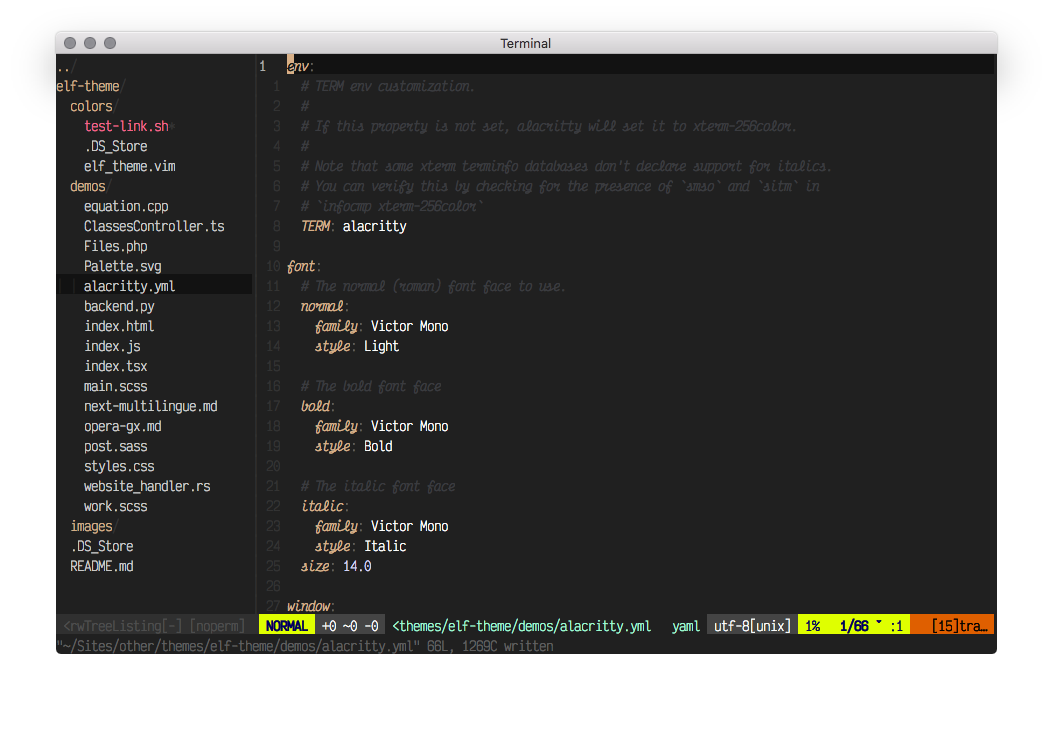 Terminal
../
elf-theme/
colors/
test-link.sh*
.DS_Store
elf_theme.vim
demos/
equation.cpp
ClassesController.ts
Files.php
Palette.svg
alacritty.yml
backend.py
index.html
index.js
index.tsx
main.scss
next-multilingue.md
opera-gx.md
post.sass
styles.css
website_handler.rs
work.scss
images/
.DS_Store
README.md
<rwTreeListing[-] [noperm]
1 env:
1 # TERM env customization.
2 #
3 # If this property is not set, alacritty will set it to xterm-256color.
4 #
5 # Note that some xterm terminfo databases don't declare support for italics.
6 # You can verify this by checking for the presence of `smso` and `sitm` in
7 # `infocmp xterm-256color`
8 TERM: alacritty
9
10 font:
11 # The normal (roman) font face to use.
12 normal:
13 family: Victor Mono
14 style: Light
15
16 # The bold font face
17 bold:
18 family: Victor Mono
19 style: Bold
20
21 # The italic font face
22 italic:
23 family: Victor Mono
24 style: Italic
25 size: 14.0
26
27 window:
NORMAL +0 ~0 -0 <themes/elf-theme/demos/alacritty.yml yaml utf-8[unix] 1% 1/66 :1 [15]tra…
"~/Sites/other/themes/elf-theme/demos/alacritty.yml" 66L, 1269C written